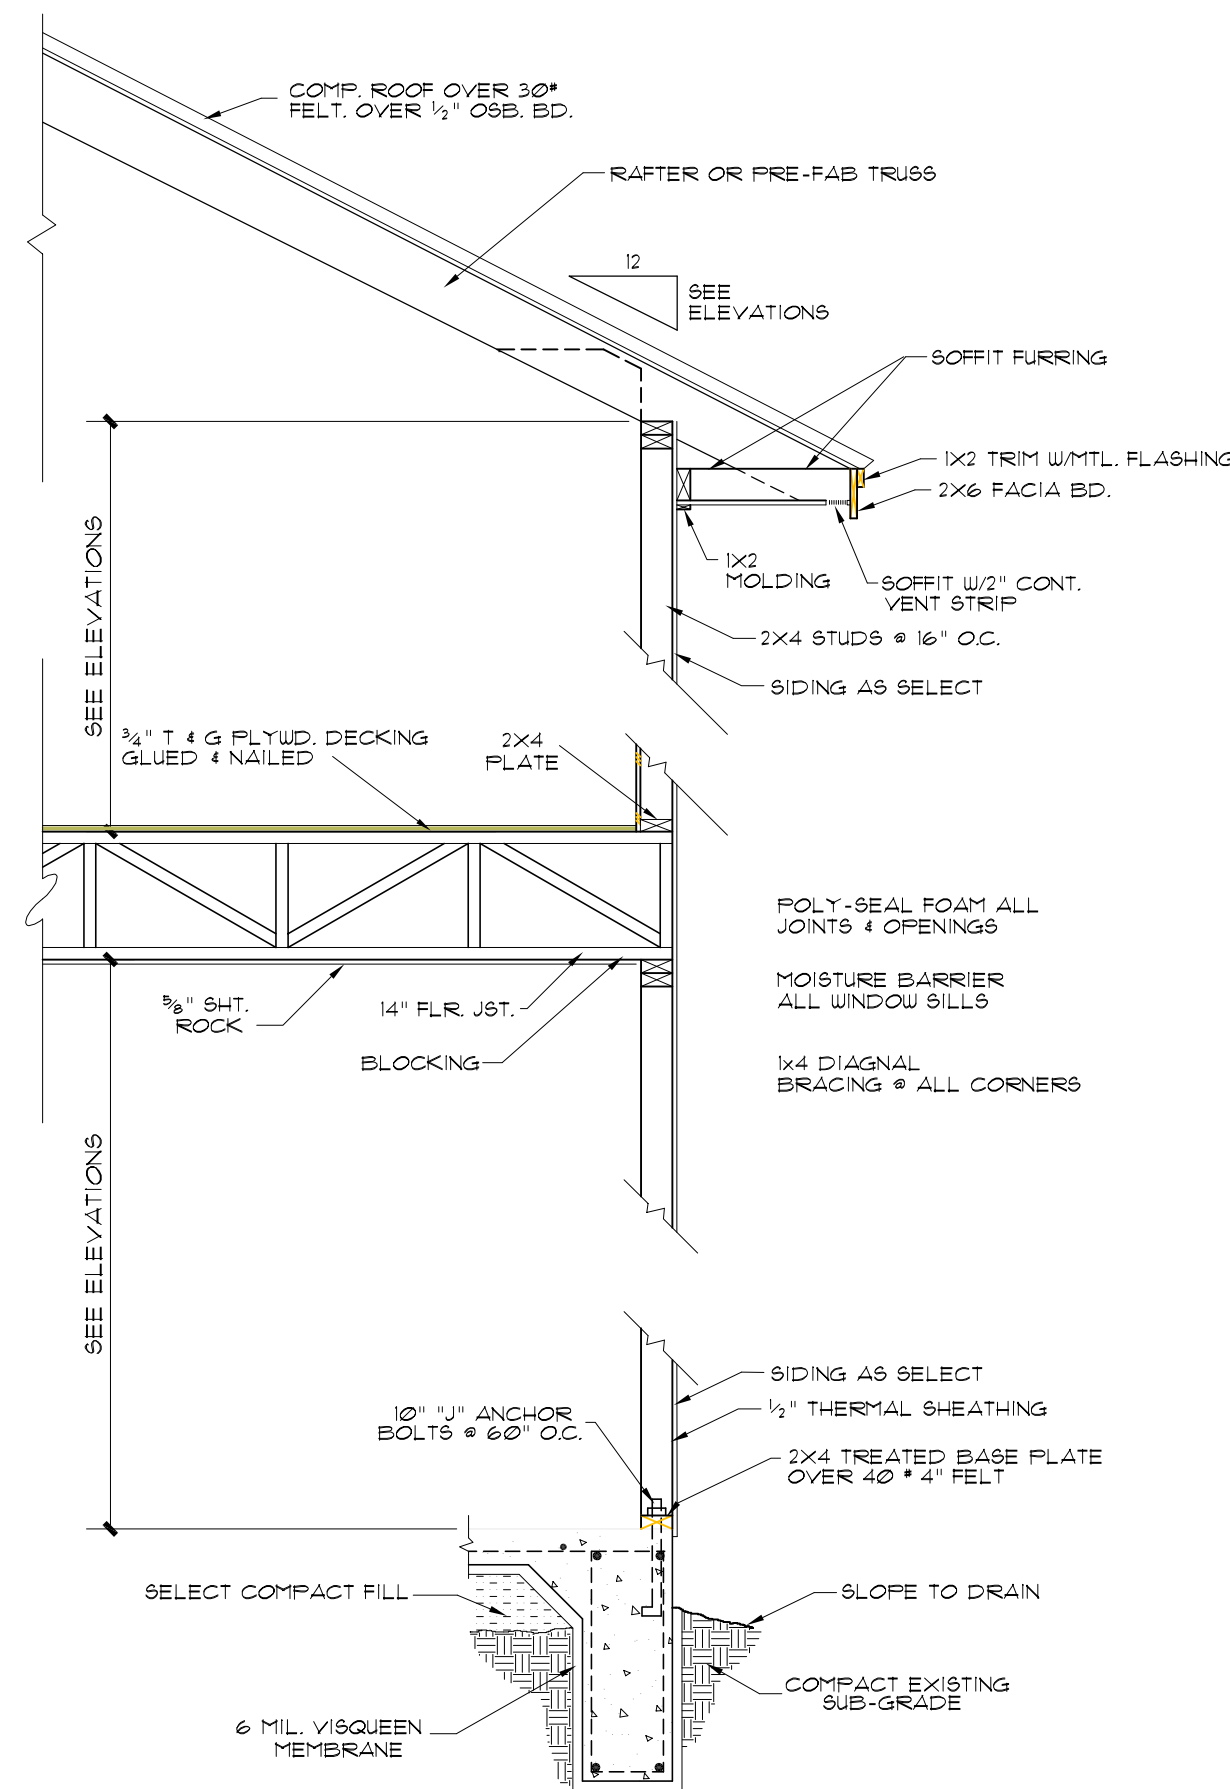 COMP. ROOF OVER 30#
FELT. OVER ½" OSB. BD.
RAFTER OR PRE-FAB TRUSS
12
SEE
ELEVATIONS
SOFFIT FURRING
1X2 TRIM W/MTL. FLASHING
2X6 FACIA BD.
1X2
MOLDING
SOFFIT W/2" CONT.
VENT STRIP
2X4 STUDS @ 16" O.C.
SIDING AS SELECT
SEE ELEVATIONS
¾" T & G PLYWD. DECKING
GLUED & NAILED
2X4
PLATE
POLY-SEAL FOAM ALL
JOINTS & OPENINGS
MOISTURE BARRIER
ALL WINDOW SILLS
⅝" SHT.
ROCK
14" FLR. JST.
BLOCKING
1x4 DIAGNAL
BRACING @ ALL CORNERS
SEE ELEVATIONS
SIDING AS SELECT
½" THERMAL SHEATHING
10" "J" ANCHOR
BOLTS @ 60" O.C.
2X4 TREATED BASE PLATE
OVER 40 # 4" FELT
SELECT COMPACT FILL
SLOPE TO DRAIN
COMPACT EXISTING
SUB-GRADE
6 MIL. VISQUEEN
MEMBRANE